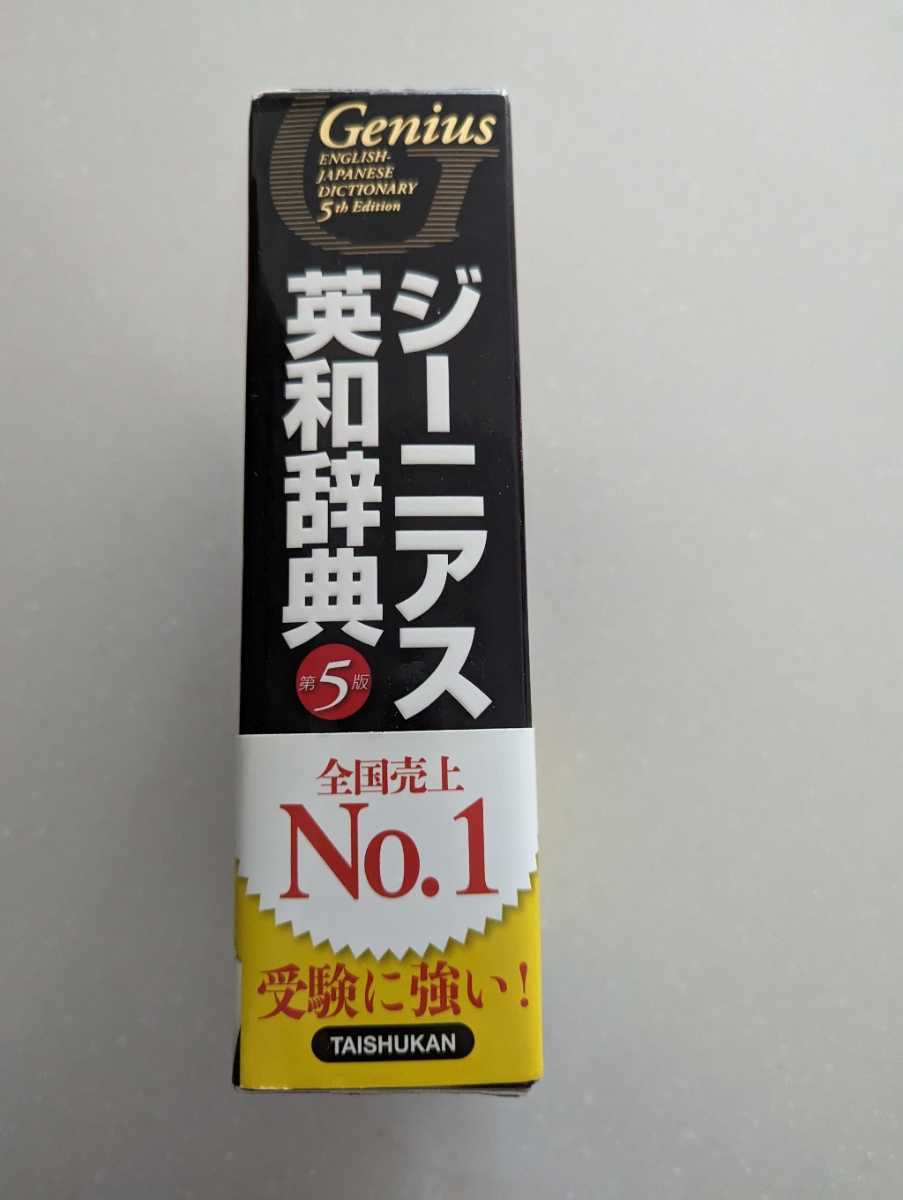 Genius
ENGLISH-
JAPANESE
DICTIONARY
5th Edition
ジーニアス
英和辞典
第5版
全国売上
No.1
受験に強い!
TAISHUKAN